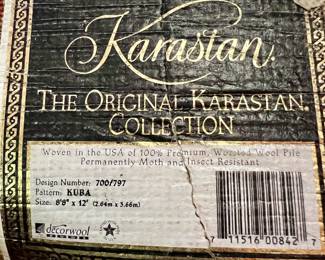 Karastan.
THE ORIGINAL KARASTAN
COLLECTION
Woven in the USA of 100% Premium, Worsted Wool Pile
Permanently Moth and Insect Resistant
Design Number: 700/797
Pattern: KUBA
Size: 8'8" x 12' (2.64m x 3.66m)
decorwool
7 11516 00842 7